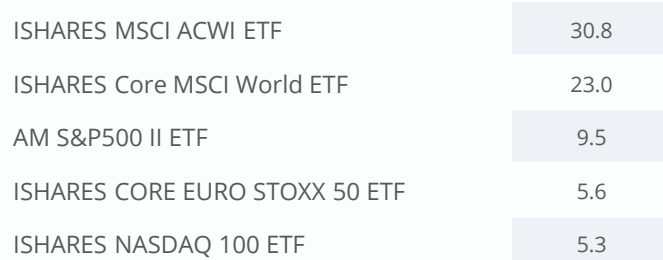 ISHARES MSCI ACWI ETF 30.8
ISHARES Core MSCI World ETF 23.0
AM S&P500 II ETF 9.5
ISHARES CORE EURO STOXX 50 ETF 5.6
ISHARES NASDAQ 100 ETF 5.3